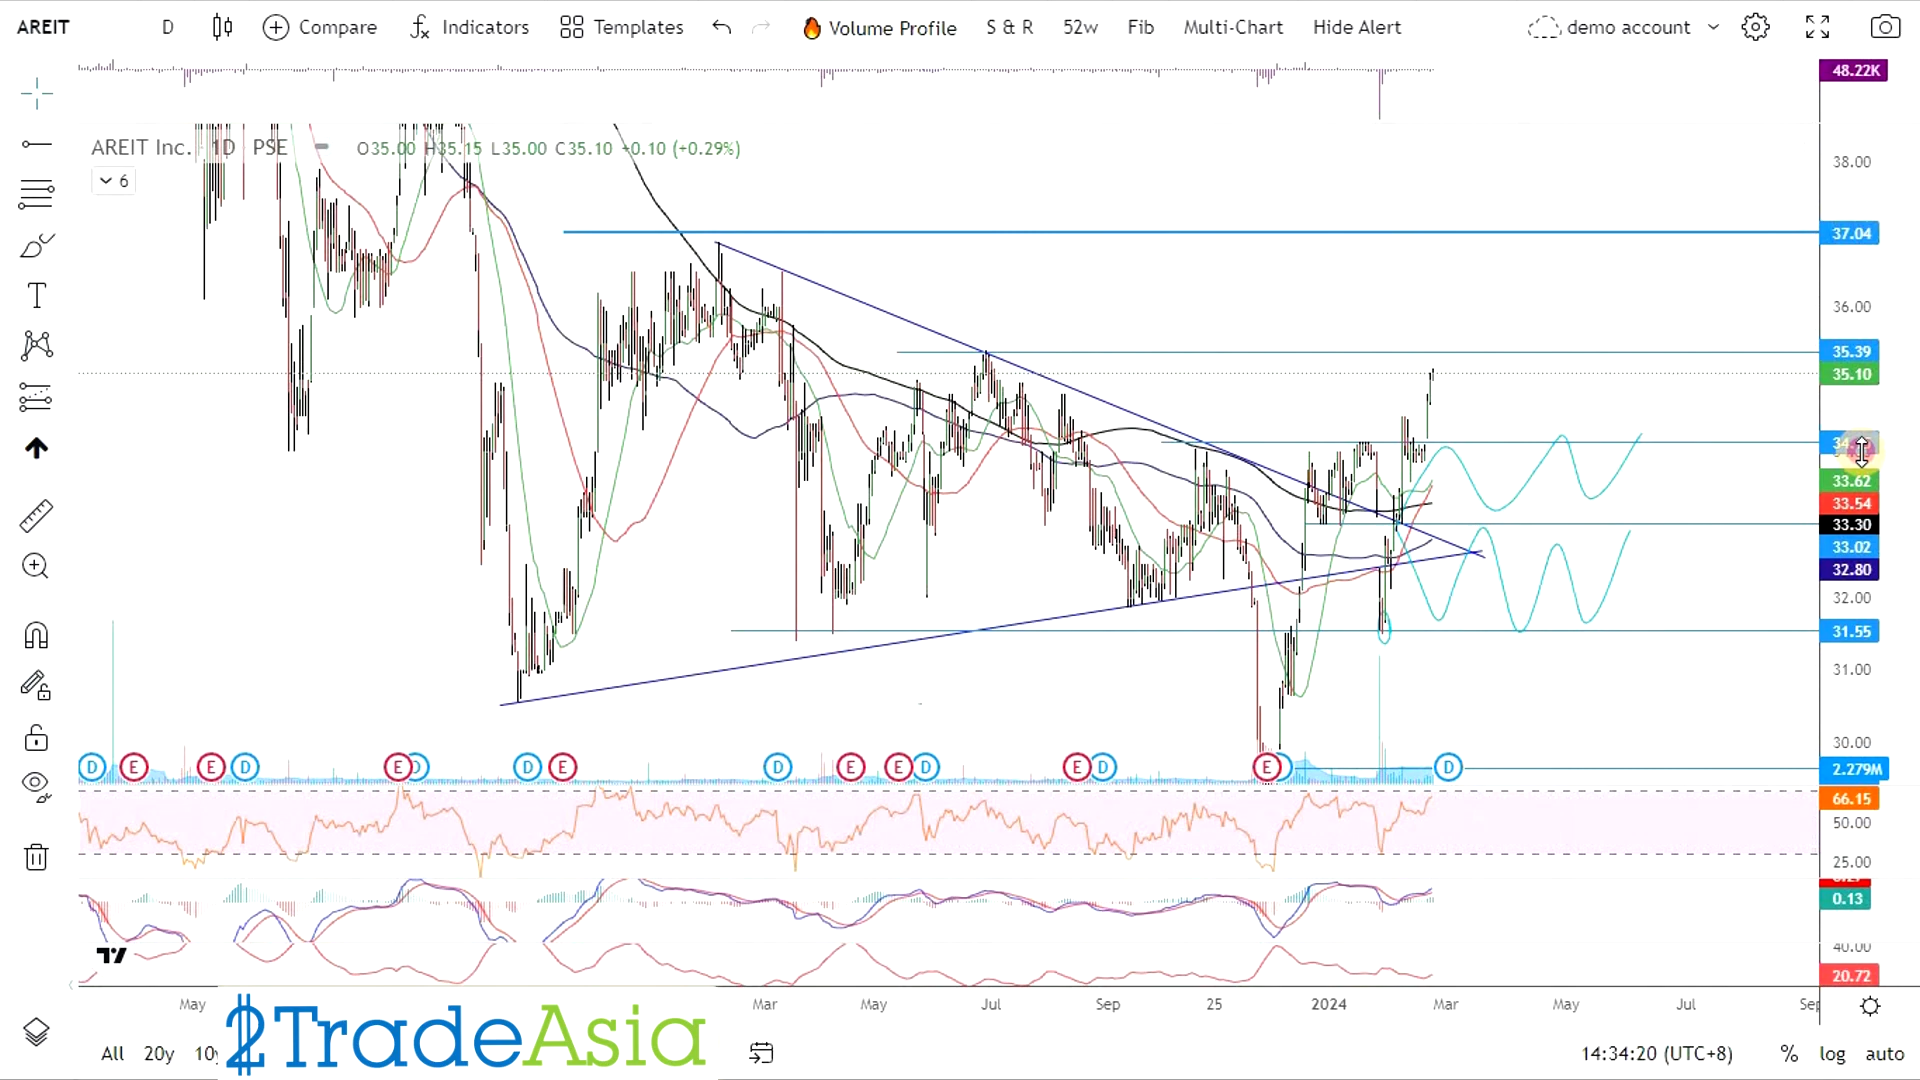 AREIT D Compare Indicators Templates Volume Profile S & R 52w Fib Multi-Chart Hide Alert demo account
48.22K
AREIT Inc. 1D PSE O35.00 H35.15 L35.00 C35.10 +0.10 (+0.29%)
6
38.00
37.04
36.00
35.39
35.10
33.62
33.54
33.30
33.02
32.80
32.00
31.55
31.00
30.00
D E E D E D D E D E E D E D E D
2.279M
66.15
50.00
25.00
0.13
40.00
20.72
May Mar May Jul Sep 25 2024 Mar May Jul Sep
2TradeAsia
All 20y 10y 14:34:20 (UTC+8) % log auto